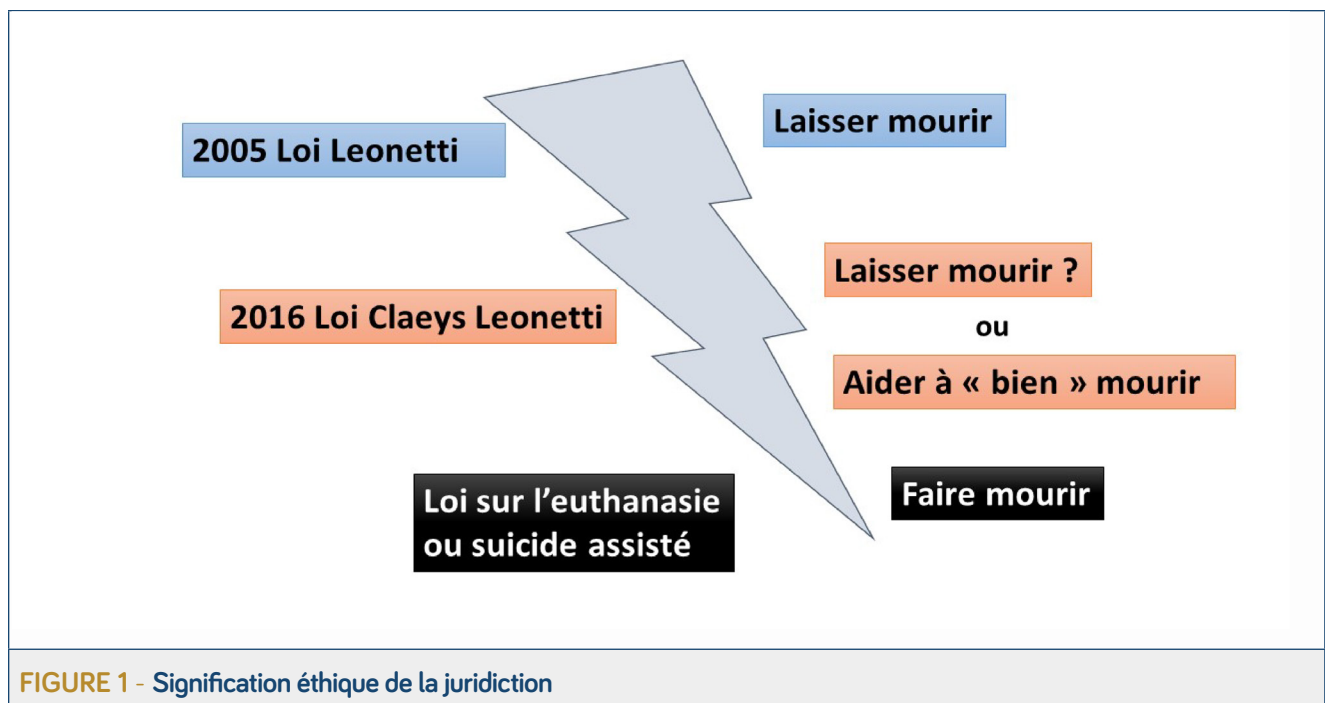 2005 Loi Leonetti
Laisser mourir
2016 Loi Claeys Leonetti
Laisser mourir ?
ou
Aider à « bien » mourir
Loi sur l'euthanasie
ou suicide assisté
Faire mourir
FIGURE 1 - Signification éthique de la juridiction